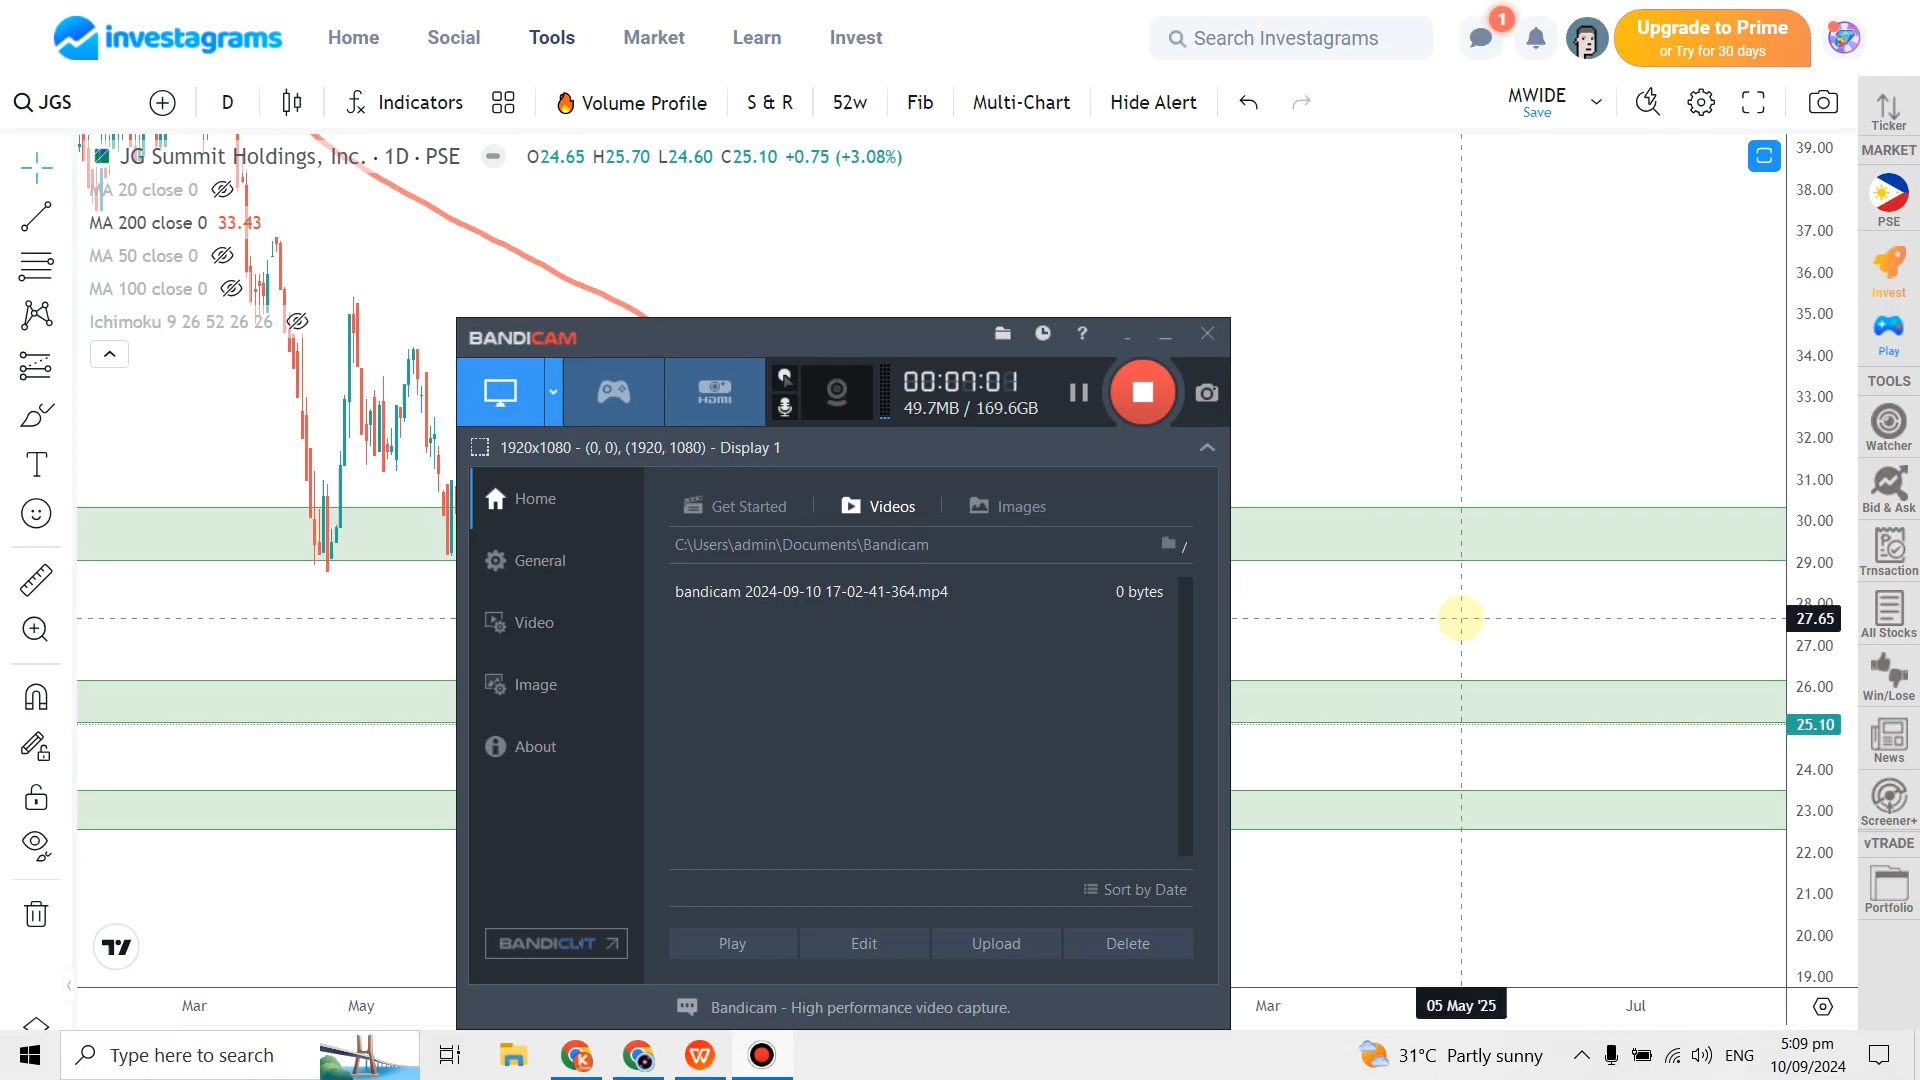 investagrams
Home
Social
Tools
Market
Learn
Invest
Search Investagrams
1
Upgrade to Prime
or Try for 30 days
JGS
D
Indicators
Volume Profile
S & R
52w
Fib
Multi-Chart
Hide Alert
MWIDE
Save
JG Summit Holdings, Inc. · 1D · PSE
O24.65 H25.70 L24.60 C25.10 +0.75 (+3.08%)
MA 20 close 0
MA 200 close 0 33.43
MA 50 close 0
MA 100 close 0
Ichimoku 9 26 52 26 26
BANDICAM
?
HDMI
00:07:01
49.7MB / 169.6GB
1920x1080 - (0, 0), (1920, 1080) - Display 1
Home
General
Video
Image
About
BANDICUT
Get Started
Videos
Images
C:\Users\admin\Documents\Bandicam
bandicam 2024-09-10 17-02-41-364.mp4
0 bytes
Sort by Date
Play
Edit
Upload
Delete
Bandicam - High performance video capture.
39.00
38.00
37.00
36.00
35.00
34.00
33.00
32.00
31.00
30.00
29.00
28.00
27.65
27.00
26.00
25.10
24.00
23.00
22.00
21.00
20.00
19.00
Mar
May
Mar
05 May '25
Jul
Ticker
MARKET
PSE
Invest
Play
TOOLS
Watcher
Bid & Ask
Trnsaction
All Stocks
Win/Lose
News
Screener+
vTRADE
Portfolio
Type here to search
31°C Partly sunny
ENG
5:09 pm
10/09/2024